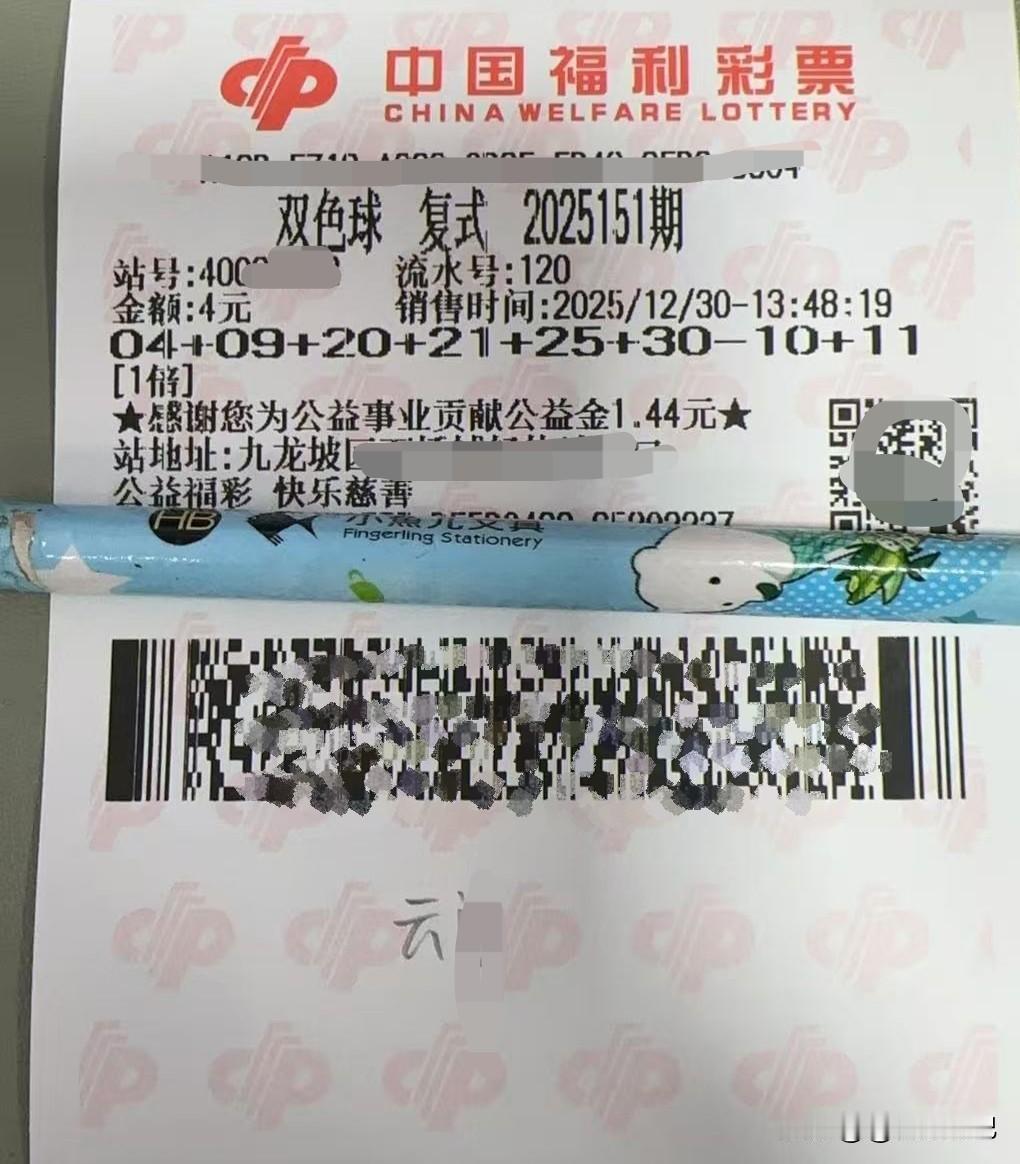 中国福利彩票
CHINA WELFARE LOTTERY
双色球 复式 2025151期
站号:400 流水号:120
金额:4元 销售时间:2025/12/30-13:48:19
04+09+20+21+25+30-10+11
[1倍]
★感谢您为公益事业贡献公益金1.44元★
站地址:九龙坡区
公益福彩 快乐慈善
HB
Fingerling Stationery
云